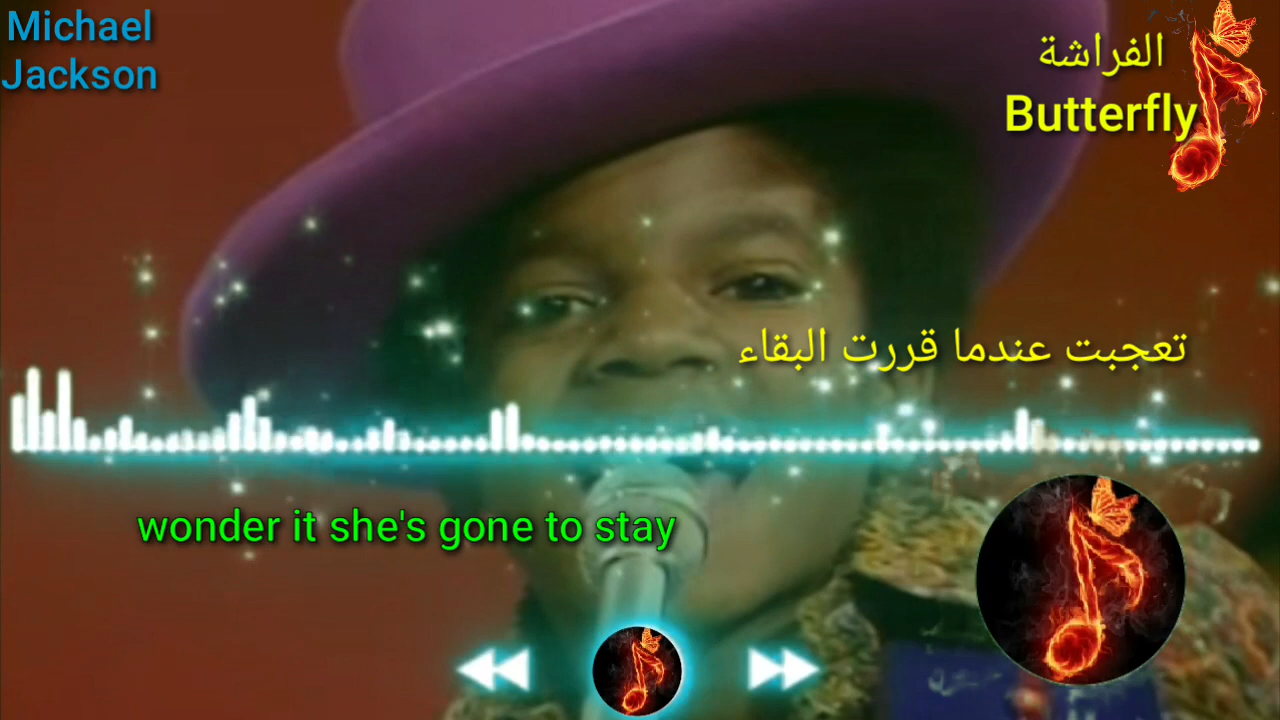 Michael
Jackson
الفراشة
Butterfly
تعجبت عندما قررت البقاء
wonder it she's gone to stay